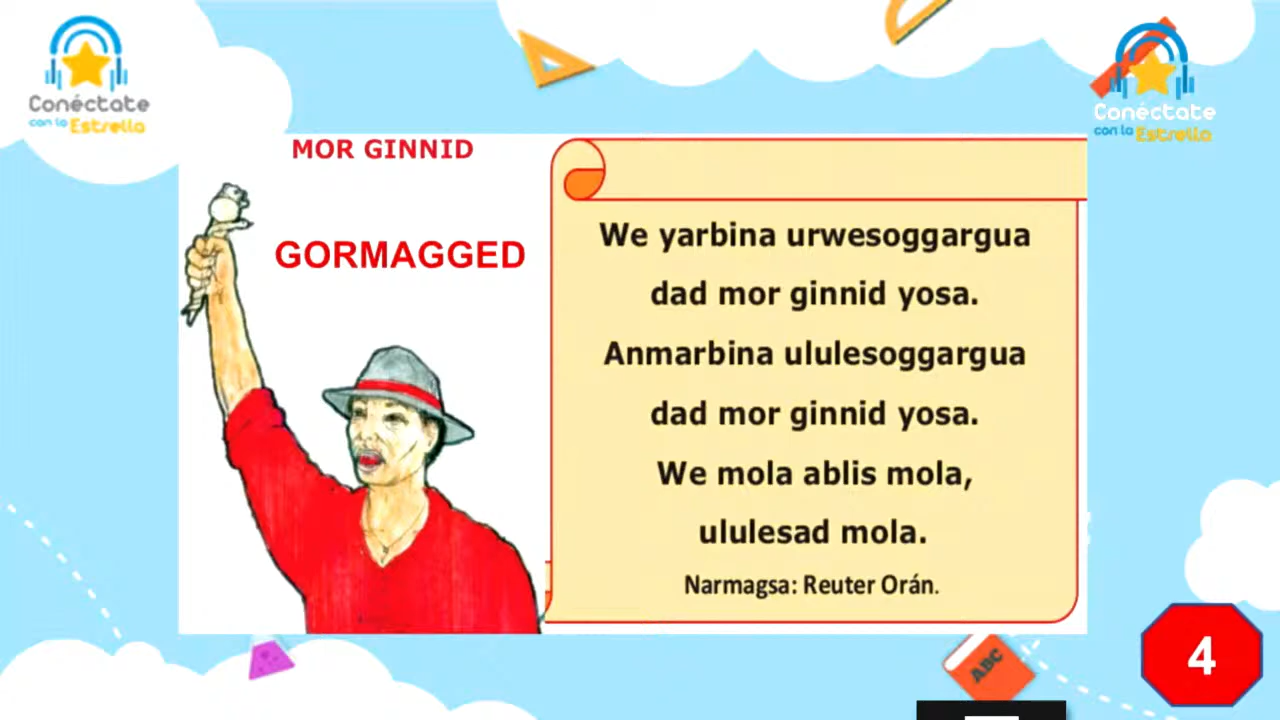 Conéctate
con la Estrella
Conéctate
con la Estrella
MOR GINNID
GORMAGGED
We yarbina urwesoggargua
dad mor ginnid yosa.
Anmarbina ululesoggargua
dad mor ginnid yosa.
We mola ablis mola,
ululesad mola.
Narmagsa: Reuter Orán.
ABC
4